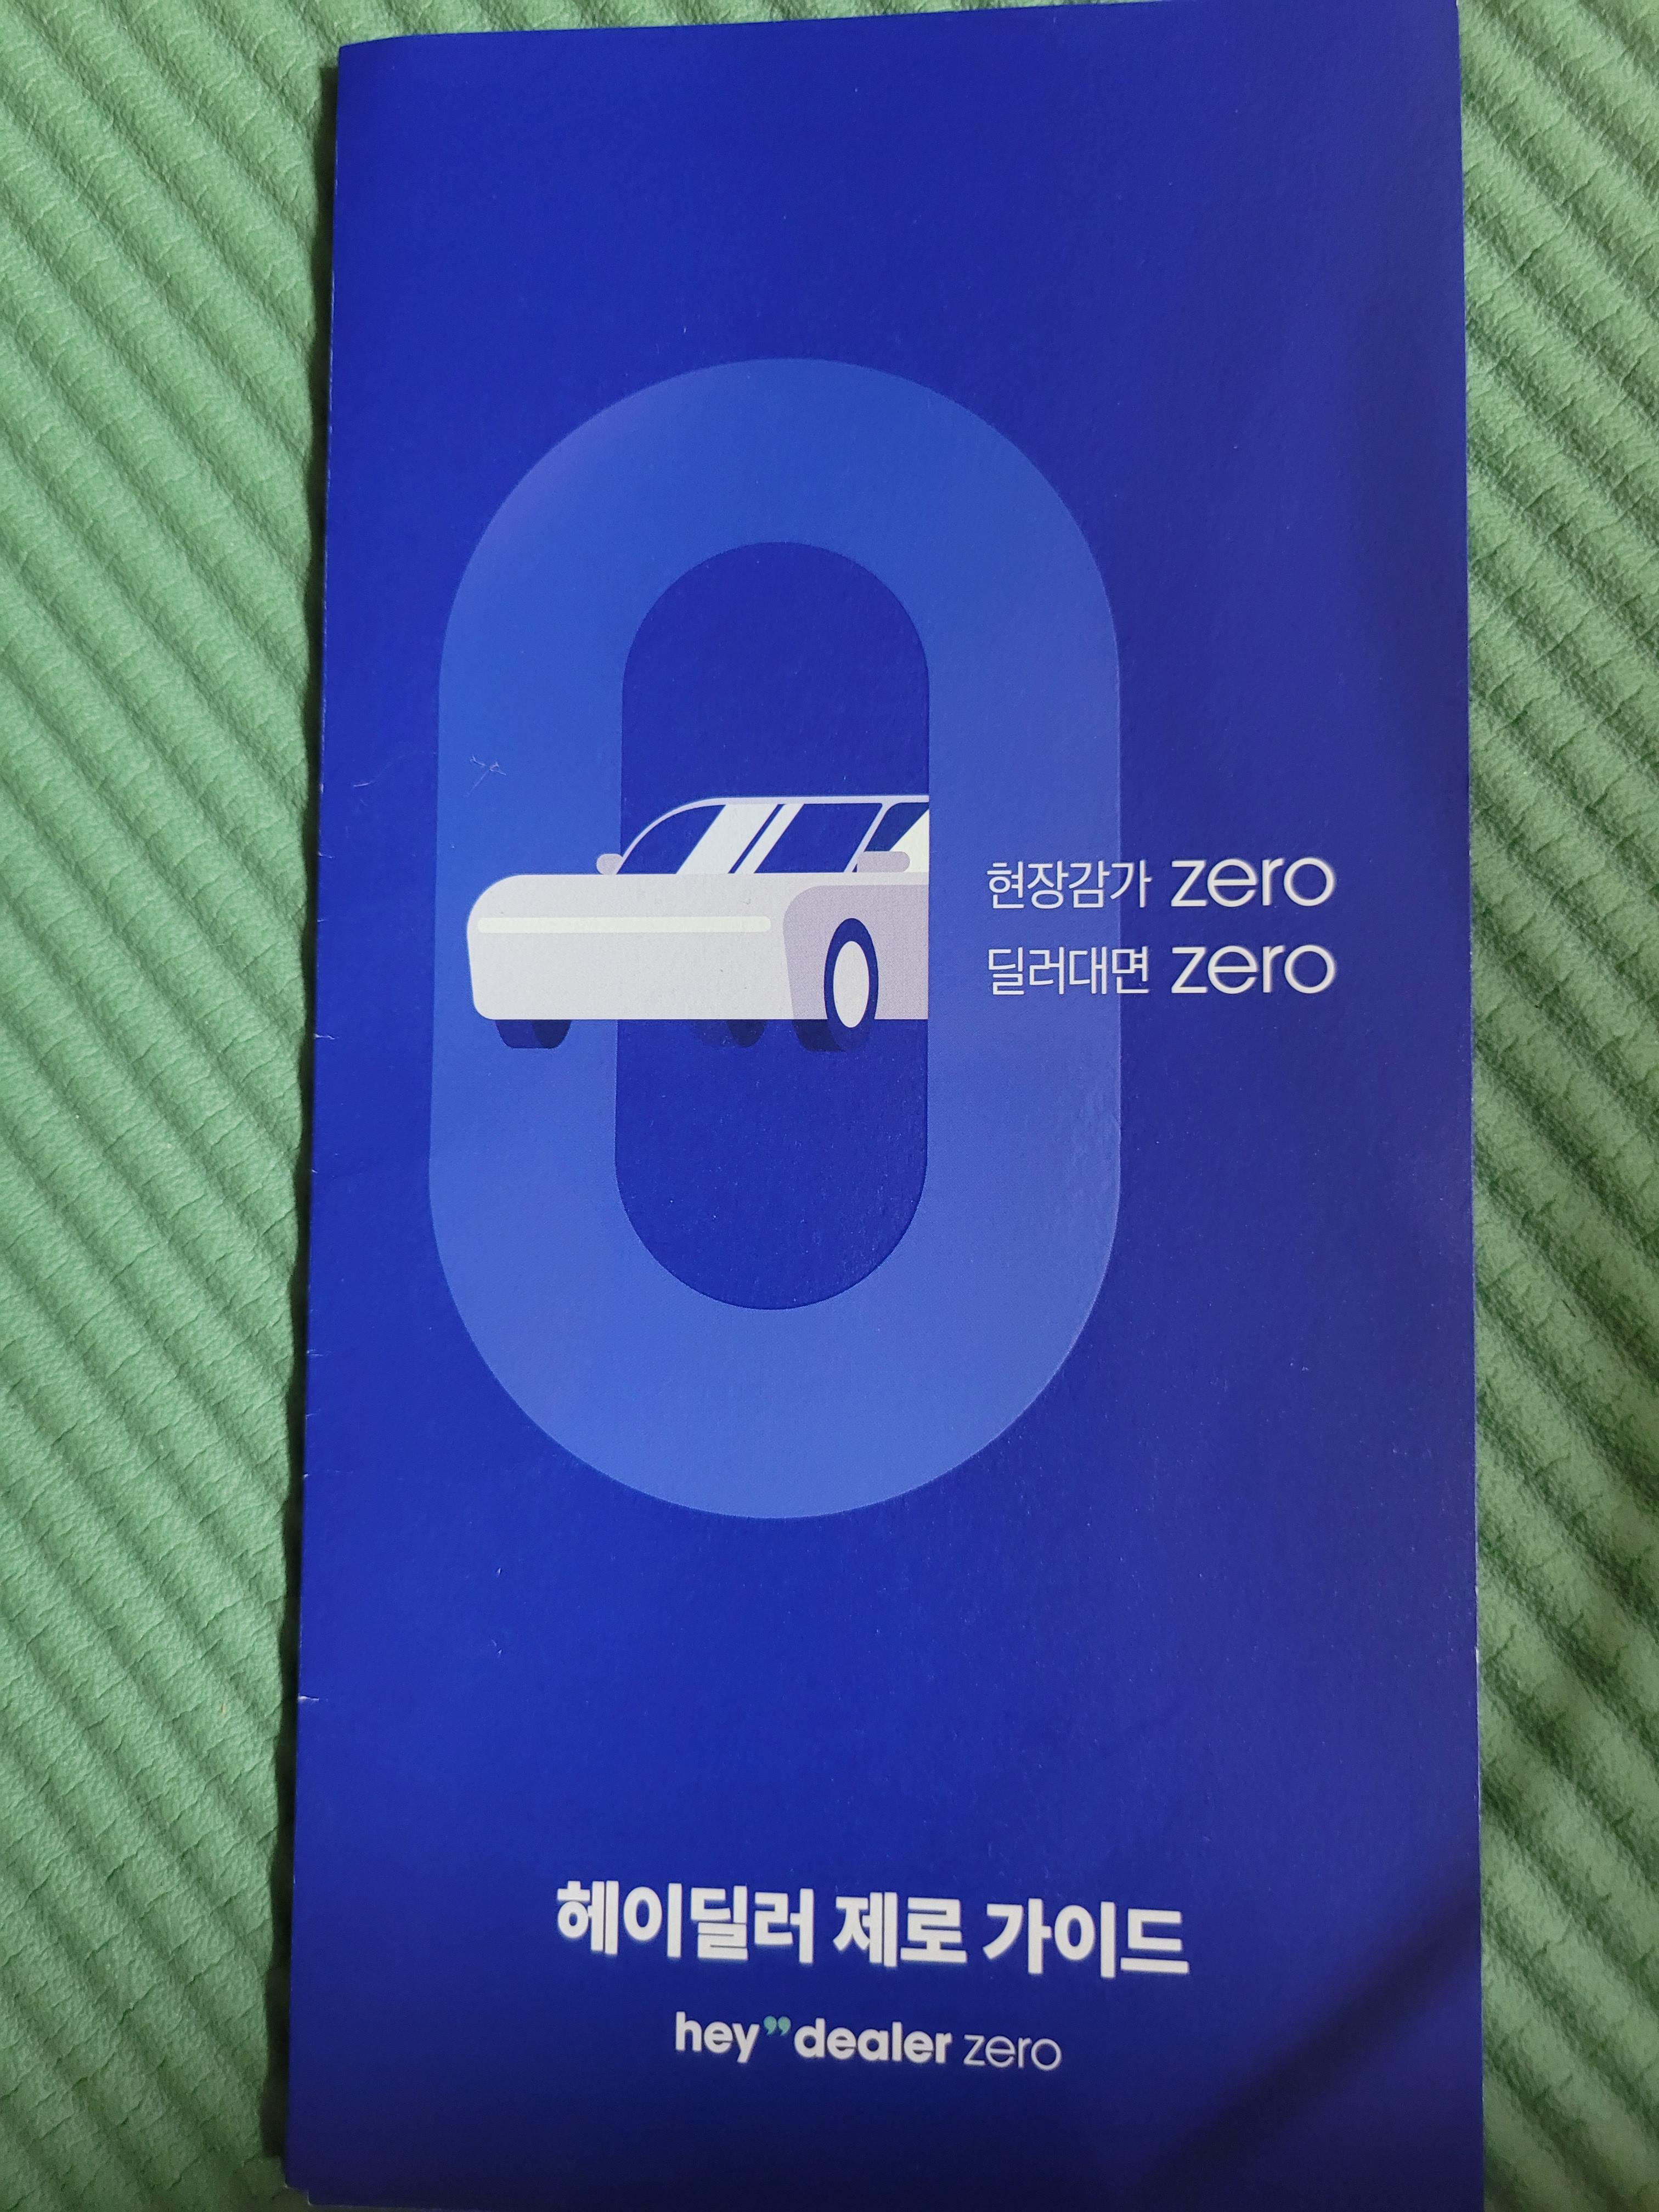 현장감가 zero
딜러대면 zero
헤이딜러 제로 가이드
hey”dealer zero